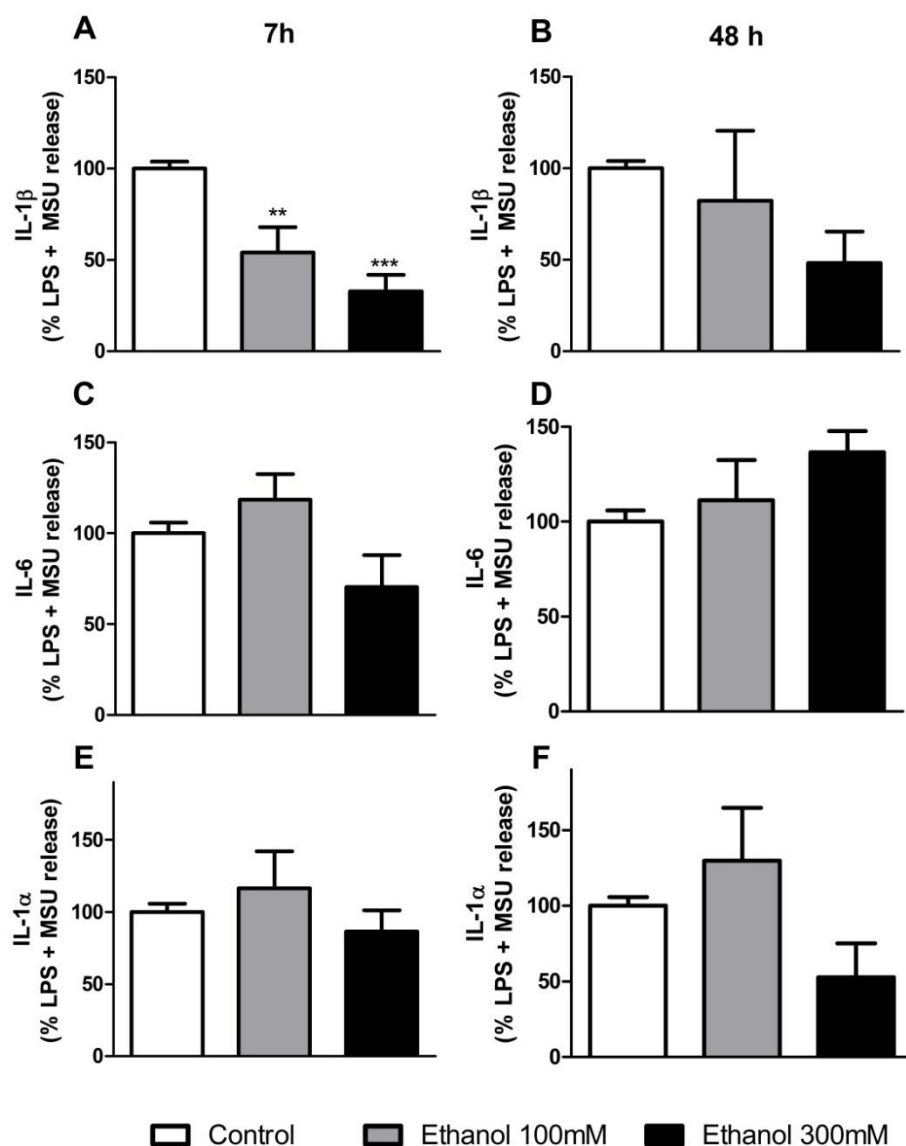 A
7h
B
48 h
IL-1β
(% LPS + MSU release)
150
100
50
0
**
***
IL-1β
(% LPS + MSU release)
150
100
50
0
C
IL-6
(% LPS + MSU release)
150
100
50
0
D
IL-6
(% LPS + MSU release)
150
100
50
0
E
IL-1α
(% LPS + MSU release)
150
100
50
0
F
IL-1α
(% LPS + MSU release)
150
100
50
0
Control
Ethanol 100mM
Ethanol 300mM